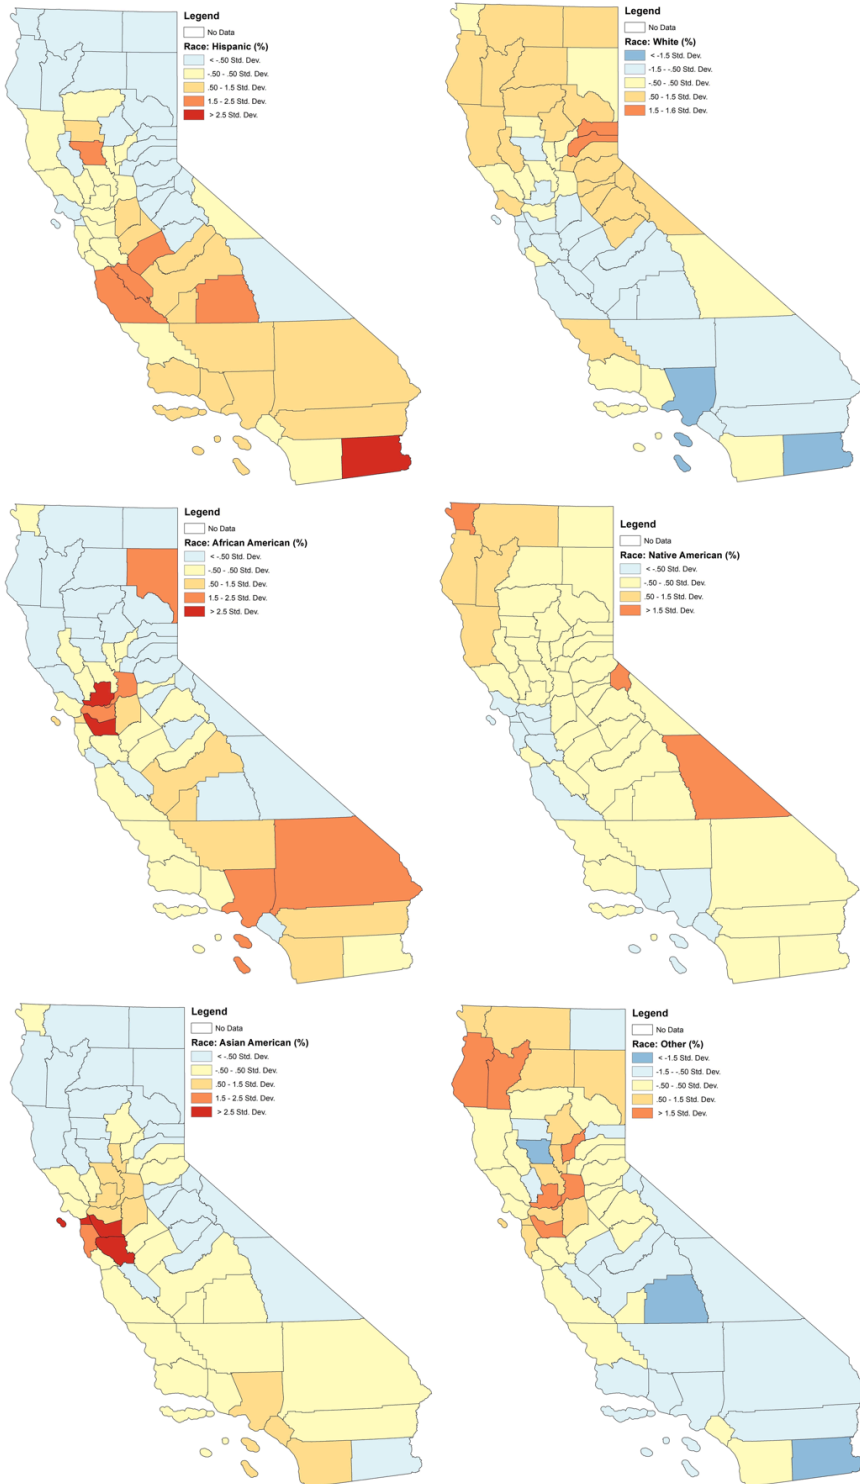 Legend
No Data
Race: Hispanic (%)
< -.50 Std. Dev.
-.50 - .50 Std. Dev.
.50 - 1.5 Std. Dev.
1.5 - 2.5 Std. Dev.
> 2.5 Std. Dev.
Legend
No Data
Race: White (%)
< -1.5 Std. Dev.
-1.5 - -.50 Std. Dev.
-.50 - .50 Std. Dev.
.50 - 1.5 Std. Dev.
1.5 - 1.6 Std. Dev.
Legend
No Data
Race: African American (%)
< -.50 Std. Dev.
-.50 - .50 Std. Dev.
.50 - 1.5 Std. Dev.
1.5 - 2.5 Std. Dev.
> 2.5 Std. Dev.
Legend
No Data
Race: Native American (%)
< -.50 Std. Dev.
-.50 - .50 Std. Dev.
.50 - 1.5 Std. Dev.
> 1.5 Std. Dev.
Legend
No Data
Race: Asian American (%)
< -.50 Std. Dev.
-.50 - .50 Std. Dev.
.50 - 1.5 Std. Dev.
1.5 - 2.5 Std. Dev.
> 2.5 Std. Dev.
Legend
No Data
Race: Other (%)
< -1.5 Std. Dev.
-1.5 - -.50 Std. Dev.
-.50 - .50 Std. Dev.
.50 - 1.5 Std. Dev.
> 1.5 Std. Dev.